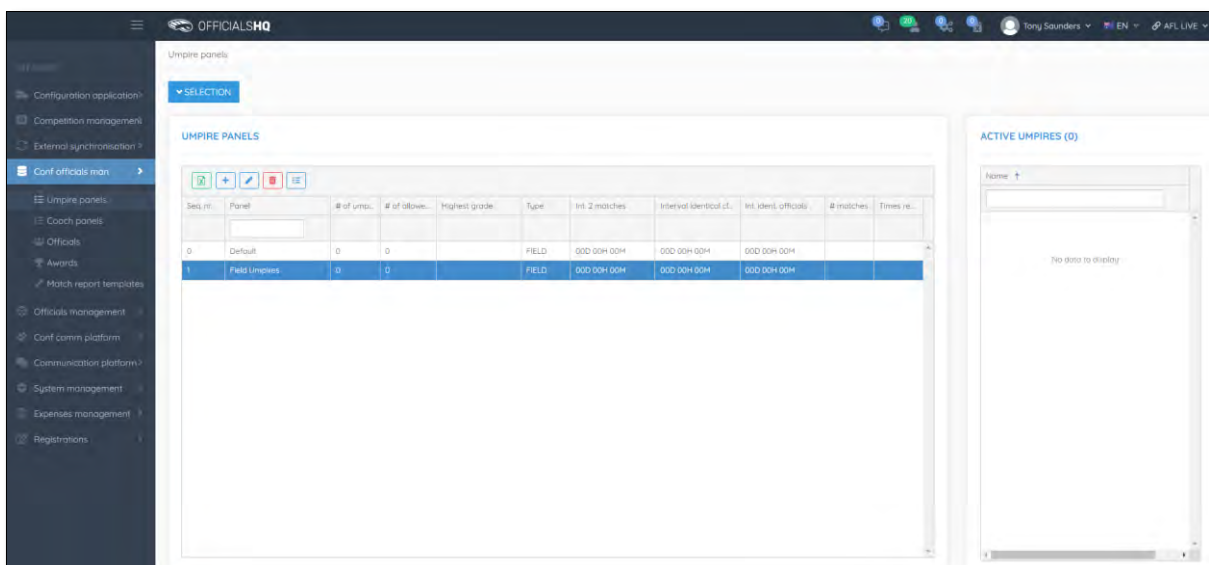 OFFICIALSHQ
0 20 0 0 Tony Saunders EN AFL LIVE
Umpire panels
SELECTION
Configuration application
Competition management
External synchronisation
Conf officials man
Umpire panels
Coach panels
Officials
Awards
Match report templates
Officials management
Conf comm platform
Communication platform
System management
Expenses management
Registrations
UMPIRE PANELS
Seq. nr... Panel # of umpi... # of allowe... Highest grade Type Int. 2 matches Interval identical cl... Int. ident. officials # matches Times re...
0 Default 0 0 FIELD 00D 00H 00M 00D 00H 00M 00D 00H 00M
1 Field Umpires 0 0 FIELD 00D 00H 00M 00D 00H 00M 00D 00H 00M
ACTIVE UMPIRES (0)
Name
No data to display